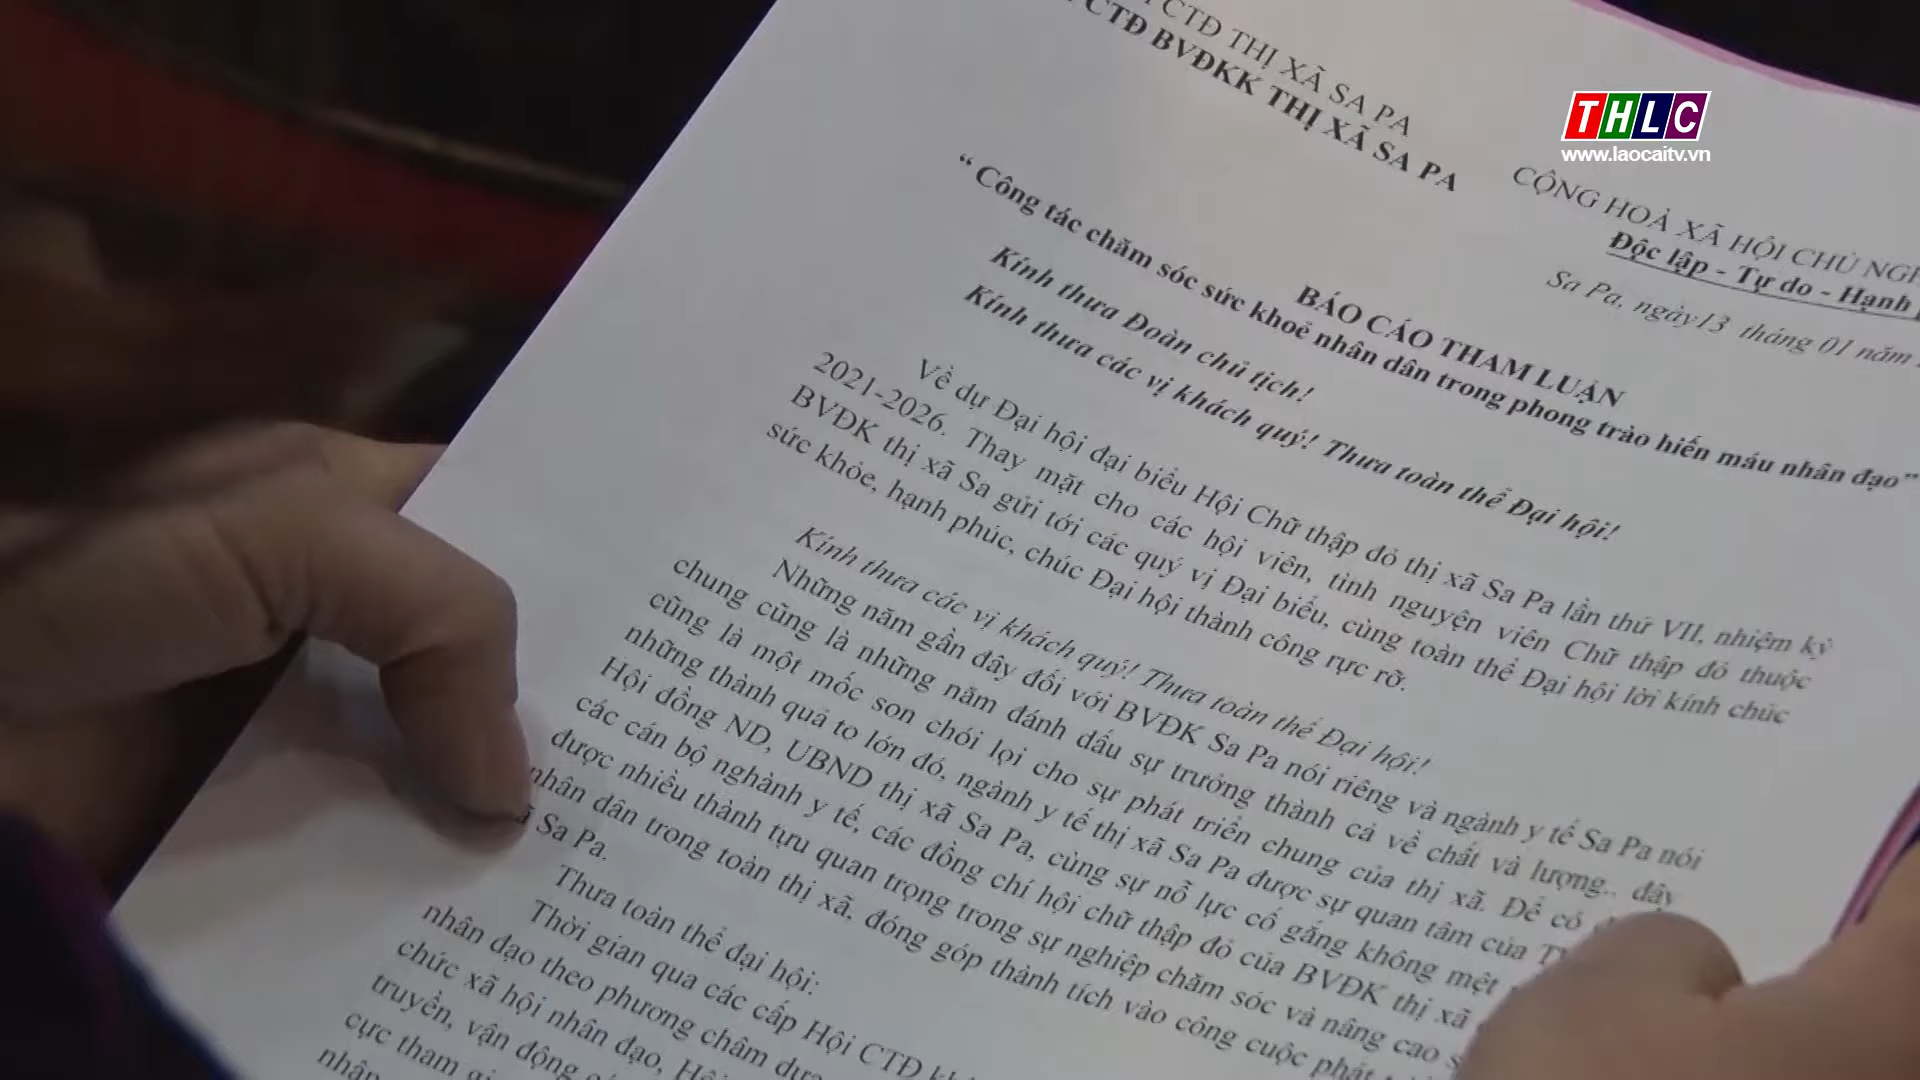 CTĐ THỊ XÃ SA PA
CTĐ BVĐKK THỊ XÃ SA PA
THLC
www.laocaitv.vn
CỘNG HOÀ XÃ HỘI CHỦ
Độc lập - Tự do - Hạnh
Sa Pa, ngày 13 tháng 01 năm
BÁO CÁO THAM LUẬN
“ Công tác chăm sóc sức khoẻ nhân dân trong phong trào hiến máu nhân đạo”
Kính thưa Đoàn chủ tịch!
Kính thưa các vị khách quý! Thưa toàn thể Đại hội!
Về dự Đại hội đại biểu Hội Chữ thập đỏ thị xã Sa Pa lần thứ VII, nhiệm kỳ
2021-2026. Thay mặt cho các hội viên, tình nguyện viên Chữ thập đỏ thuộc
BVĐK thị xã Sa gửi tới các quý vị Đại biểu, cùng toàn thể Đại hội lời kính chúc
sức khỏe, hạnh phúc, chúc Đại hội thành công rực rỡ.
Kính thưa các vị khách quý! Thưa toàn thể Đại hội!
Những năm gần đây đối với BVĐK Sa Pa nói riêng và ngành y tế Sa Pa nói
chung cũng là những năm đánh dấu sự trưởng thành cả về chất và lượng.. đây
cũng là một mốc son chói lọi cho sự phát triển chung của thị xã. Để có
những thành quả to lớn đó, ngành y tế thị xã Sa Pa được sự quan tâm của
Hội đồng ND, UBND thị xã Sa Pa, cùng sự nỗ lực cố gắng không mệt
các cán bộ nghành y tế, các đồng chí hội chữ thập đỏ của BVĐK thị xã
được nhiều thành tựu quan trọng trong sự nghiệp chăm sóc và nâng cao
nhân dân trong toàn thị xã, đóng góp thành tích vào công cuộc phát
Sa Pa.
Thưa toàn thể đại hội:
Thời gian qua các cấp Hội CTĐ
nhân đạo theo phương châm
chức xã hội nhân đạo,
truyền, vận động
cực tham